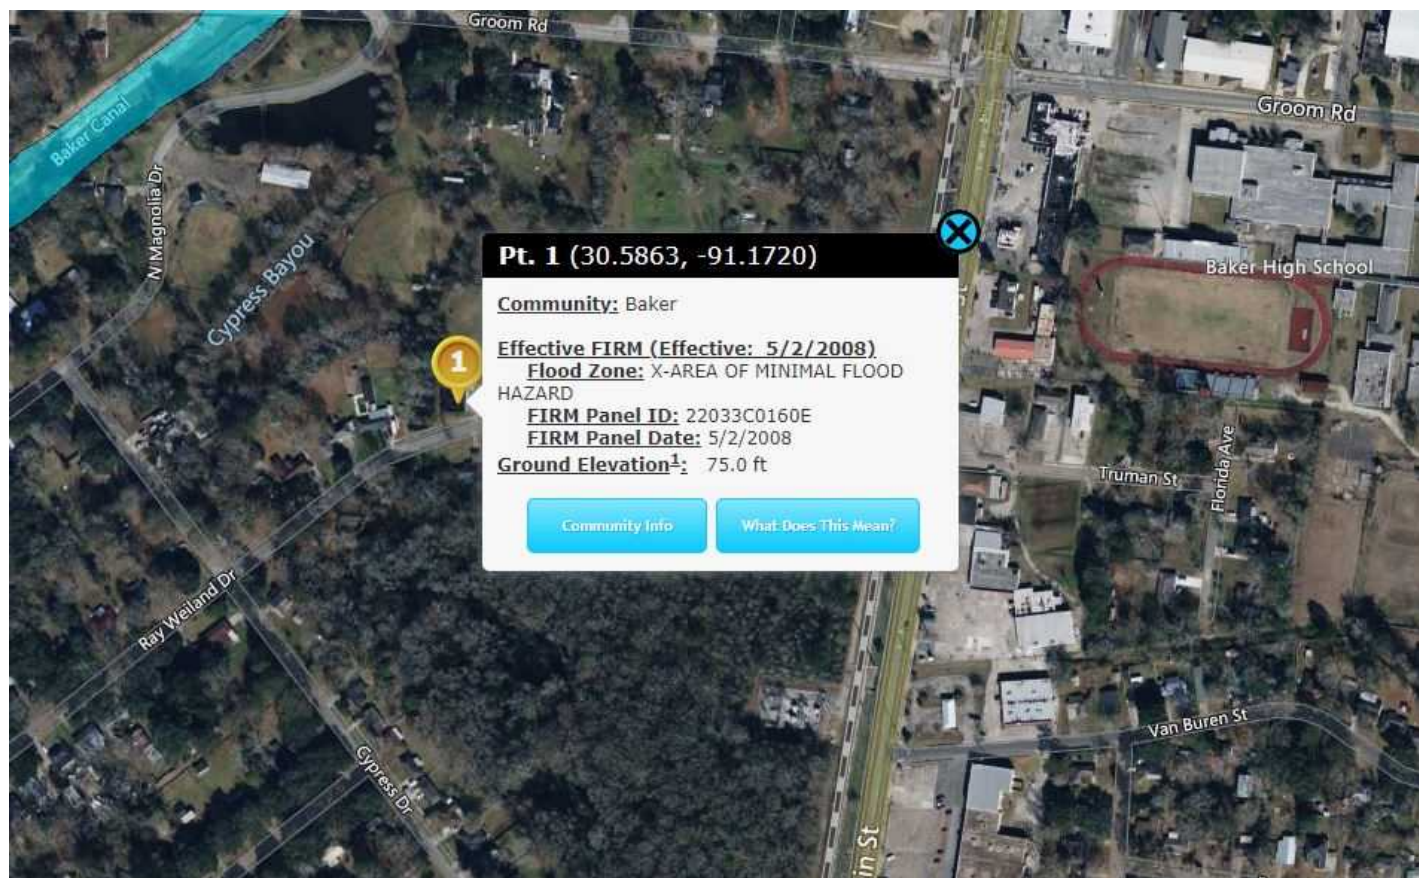 Groom Rd
Groom Rd
Baker Canal
N Magnolia Dr
Cypress Bayou
Baker High School
1
Pt. 1 (30.5863, -91.1720)
Community: Baker
Effective FIRM (Effective: 5/2/2008)
Flood Zone: X-AREA OF MINIMAL FLOOD
HAZARD
FIRM Panel ID: 22033C0160E
FIRM Panel Date: 5/2/2008
Ground Elevation¹: 75.0 ft
Community Info
What Does This Mean?
Truman St
Florida Ave
Ray Weiland Dr
Van Buren St
Cypress Dr
in St